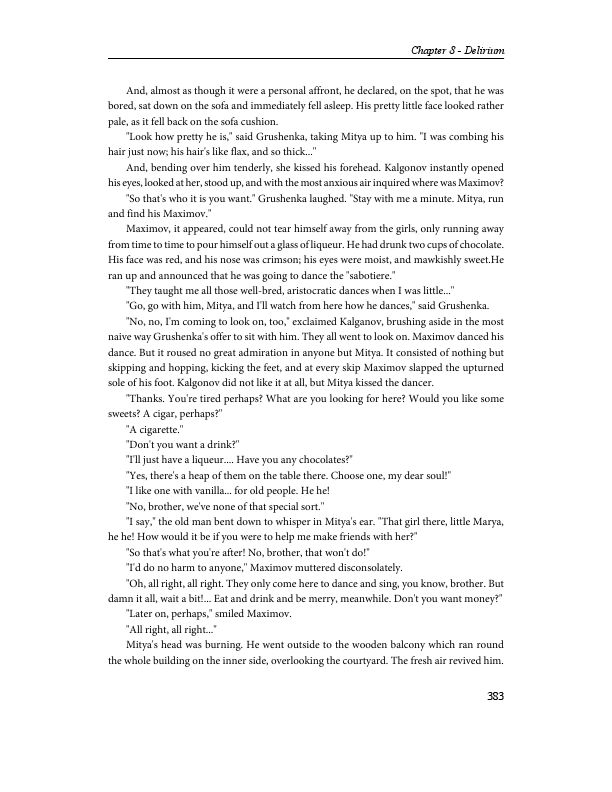 Chapter 8 - Delirium
And, almost as though it were a personal affront, he declared, on the spot, that he was
bored, sat down on the sofa and immediately fell asleep. His pretty little face looked rather
pale, as it fell back on the sofa cushion.
"Look how pretty he is," said Grushenka, taking Mitya up to him. "I was combing his
hair just now; his hair's like flax, and so thick..."
And, bending over him tenderly, she kissed his forehead. Kalgonov instantly opened
his eyes, looked at her, stood up, and with the most anxious air inquired where was Maximov?
"So that's who it is you want." Grushenka laughed. "Stay with me a minute. Mitya, run
and find his Maximov."
Maximov, it appeared, could not tear himself away from the girls, only running away
from time to time to pour himself out a glass of liqueur. He had drunk two cups of chocolate.
His face was red, and his nose was crimson; his eyes were moist, and mawkishly sweet.He
ran up and announced that he was going to dance the "sabotiere."
"They taught me all those well-bred, aristocratic dances when I was little..."
"Go, go with him, Mitya, and I'll watch from here how he dances," said Grushenka.
"No, no, I'm coming to look on, too," exclaimed Kalganov, brushing aside in the most
naive way Grushenka's offer to sit with him. They all went to look on. Maximov danced his
dance. But it roused no great admiration in anyone but Mitya. It consisted of nothing but
skipping and hopping, kicking the feet, and at every skip Maximov slapped the upturned
sole of his foot. Kalgonov did not like it at all, but Mitya kissed the dancer.
"Thanks. You're tired perhaps? What are you looking for here? Would you like some
sweets? A cigar, perhaps?"
"A cigarette."
"Don't you want a drink?"
"I'll just have a liqueur.... Have you any chocolates?"
"Yes, there's a heap of them on the table there. Choose one, my dear soul!"
"I like one with vanilla... for old people. He he!
"No, brother, we've none of that special sort."
"I say," the old man bent down to whisper in Mitya's ear. "That girl there, little Marya,
he he! How would it be if you were to help me make friends with her?"
"So that's what you're after! No, brother, that won't do!"
"I'd do no harm to anyone," Maximov muttered disconsolately.
"Oh, all right, all right. They only come here to dance and sing, you know, brother. But
damn it all, wait a bit!... Eat and drink and be merry, meanwhile. Don't you want money?"
"Later on, perhaps," smiled Maximov.
"All right, all right..."
Mitya's head was burning. He went outside to the wooden balcony which ran round
the whole building on the inner side, overlooking the courtyard. The fresh air revived him.
383